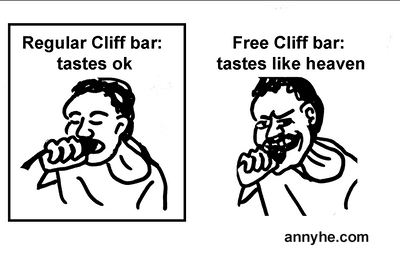 Regular Cliff bar:
tastes ok
Free Cliff bar:
tastes like heaven
annyhe.com